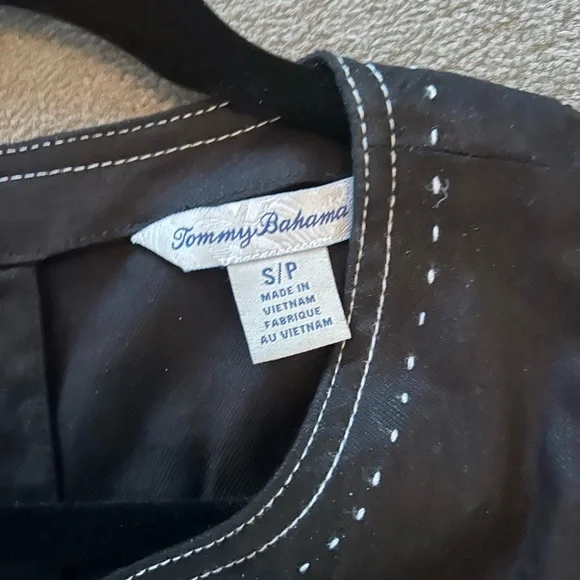 Tommy Bahama
S/P
MADE IN
VIETNAM
FABRIQUE
AU VIETNAM